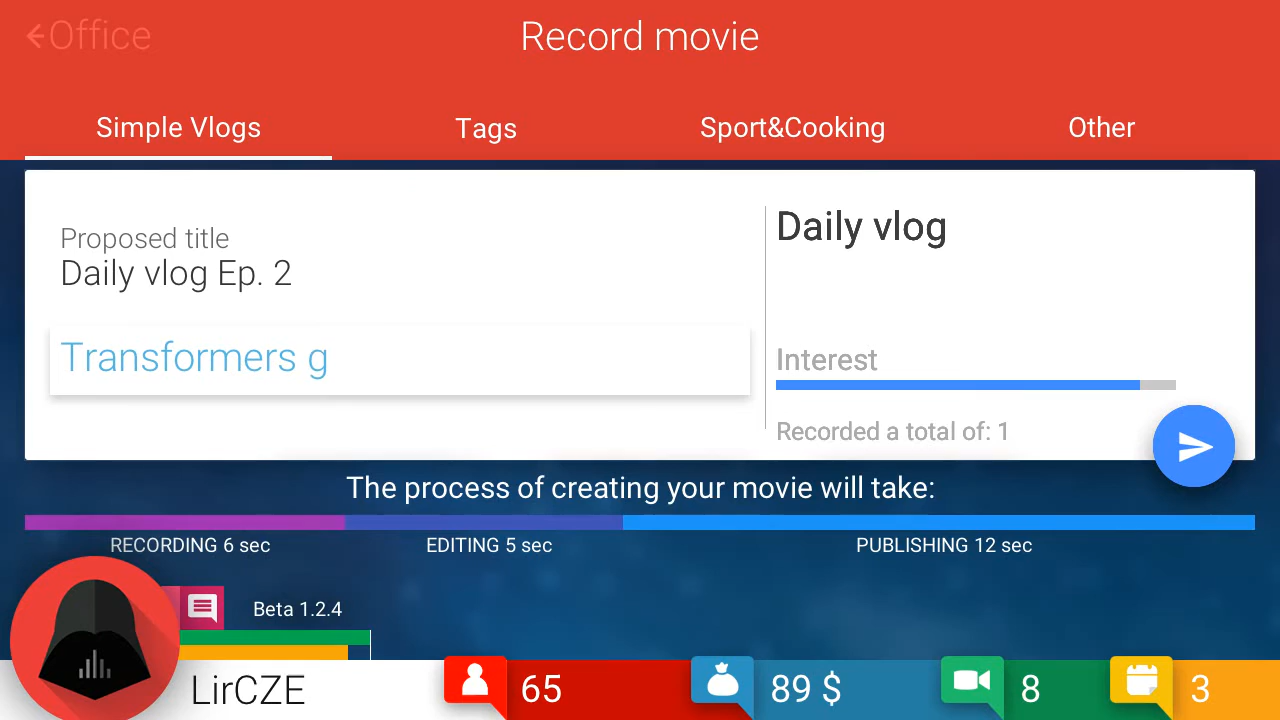 Office
Record movie
Simple Vlogs
Tags
Sport&Cooking
Other
Proposed title
Daily vlog Ep. 2
Transformers g
Daily vlog
Interest
Recorded a total of: 1
The process of creating your movie will take:
RECORDING 6 sec
EDITING 5 sec
PUBLISHING 12 sec
Beta 1.2.4
LirCZE
65
89 $
8
3